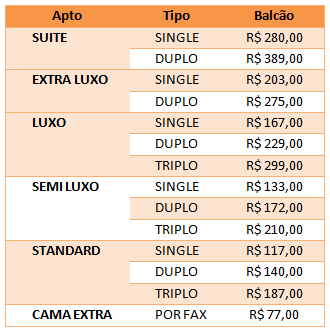 Apto Tipo Balcão
SUITE SINGLE R$ 280,00
DUPLO R$ 389,00
EXTRA LUXO SINGLE R$ 203,00
DUPLO R$ 275,00
LUXO SINGLE R$ 167,00
DUPLO R$ 229,00
TRIPLO R$ 299,00
SEMI LUXO SINGLE R$ 133,00
DUPLO R$ 172,00
TRIPLO R$ 210,00
STANDARD SINGLE R$ 117,00
DUPLO R$ 140,00
TRIPLO R$ 187,00
CAMA EXTRA POR FAX R$ 77,00